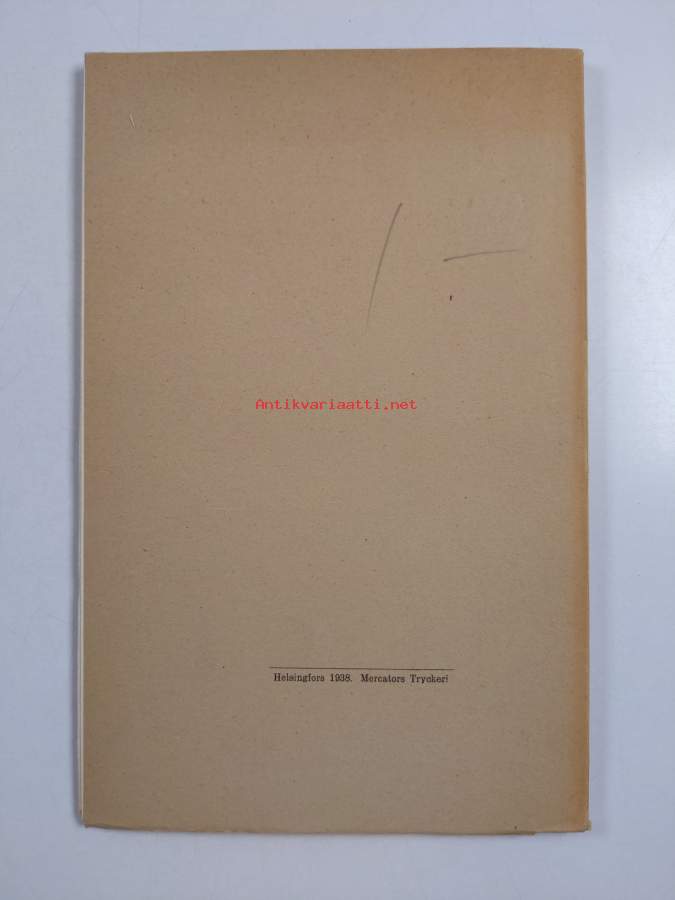 Antikvariaatti.net
Helsingfors 1938. Mercators Tryckeri